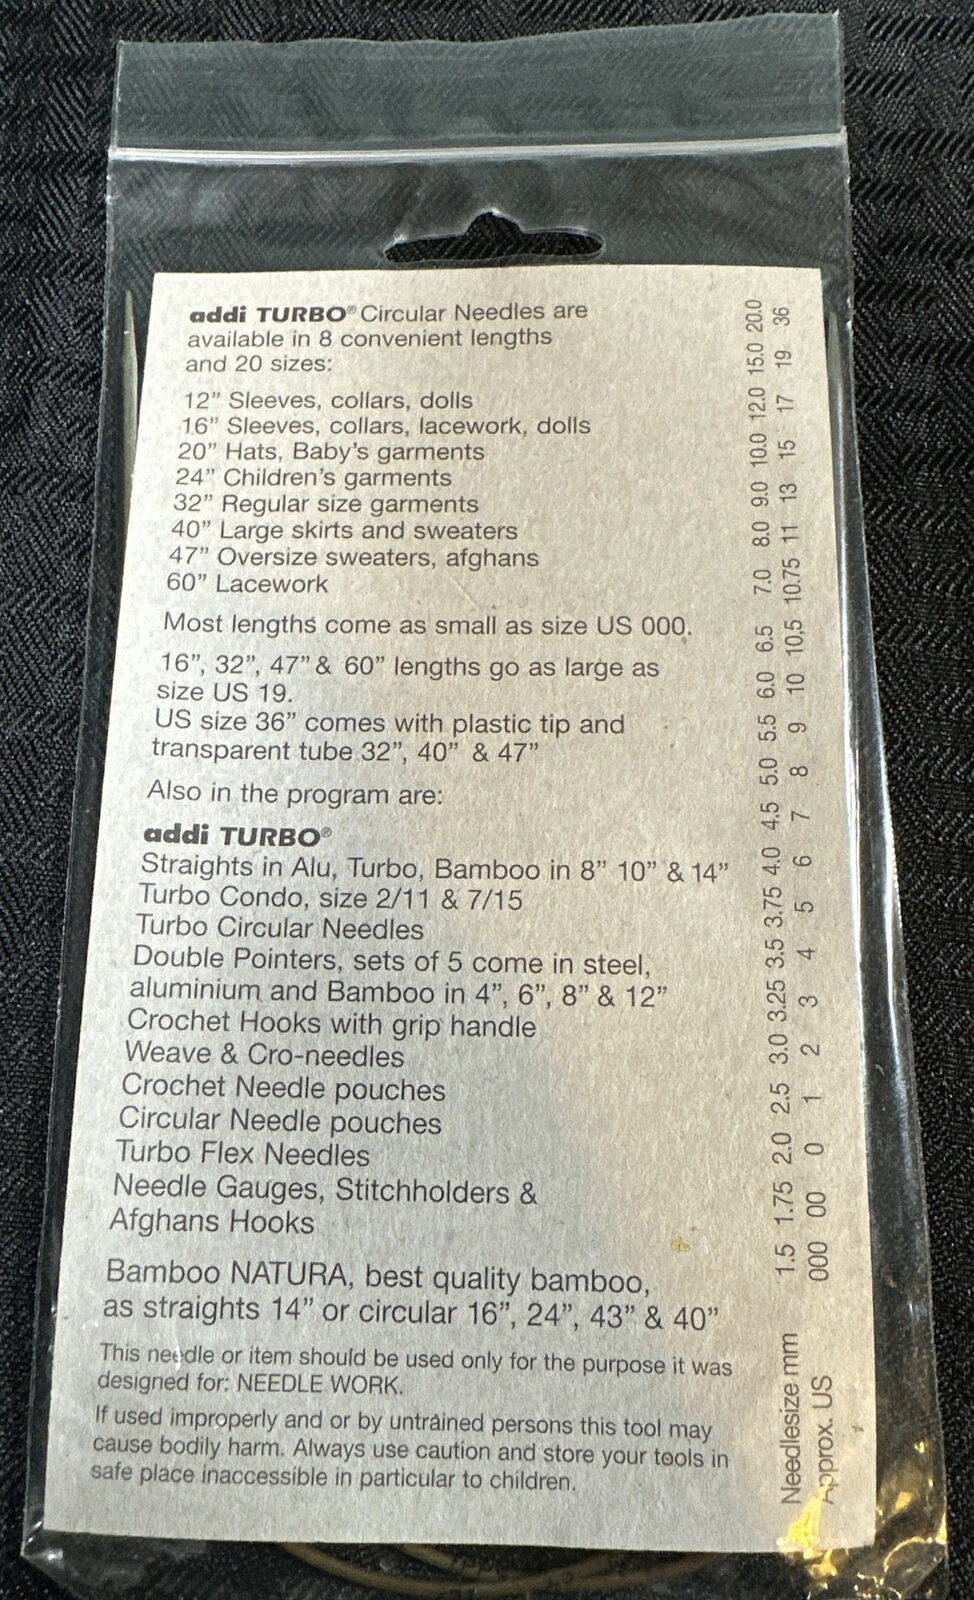 addi TURBO® Circular Needles are
available in 8 convenient lengths
and 20 sizes:
12” Sleeves, collars, dolls
16” Sleeves, collars, lacework, dolls
20” Hats, Baby’s garments
24” Children’s garments
32” Regular size garments
40” Large skirts and sweaters
47” Oversize sweaters, afghans
60” Lacework
Most lengths come as small as size US 000.
16”, 32”, 47” & 60” lengths go as large as
size US 19.
US size 36” comes with plastic tip and
transparent tube 32”, 40” & 47”
Also in the program are:
addi TURBO®
Straights in Alu, Turbo, Bamboo in 8” 10” & 14”
Turbo Condo, size 2/11 & 7/15
Turbo Circular Needles
Double Pointers, sets of 5 come in steel,
aluminium and Bamboo in 4”, 6”, 8” & 12”
Crochet Hooks with grip handle
Weave & Cro-needles
Crochet Needle pouches
Circular Needle pouches
Turbo Flex Needles
Needle Gauges, Stitchholders &
Afghans Hooks
Bamboo NATURA, best quality bamboo,
as straights 14” or circular 16”, 24”, 43” & 40”
This needle or item should be used only for the purpose it was
designed for: NEEDLE WORK.
If used improperly and or by untrained persons this tool may
cause bodily harm. Always use caution and store your tools in
safe place inaccessible in particular to children.
Needlesize mm 1.5 1.75 2.0 2.5 3.0 3.25 3.5 3.75 4.0 4.5 5.0 5.5 6.0 6.5 7.0 8.0 9.0 10.0 12.0 15.0 20.0
Approx. US 000 00 0 1 2 3 4 5 6 7 8 9 10 10,5 10.75 11 13 15 17 19 36